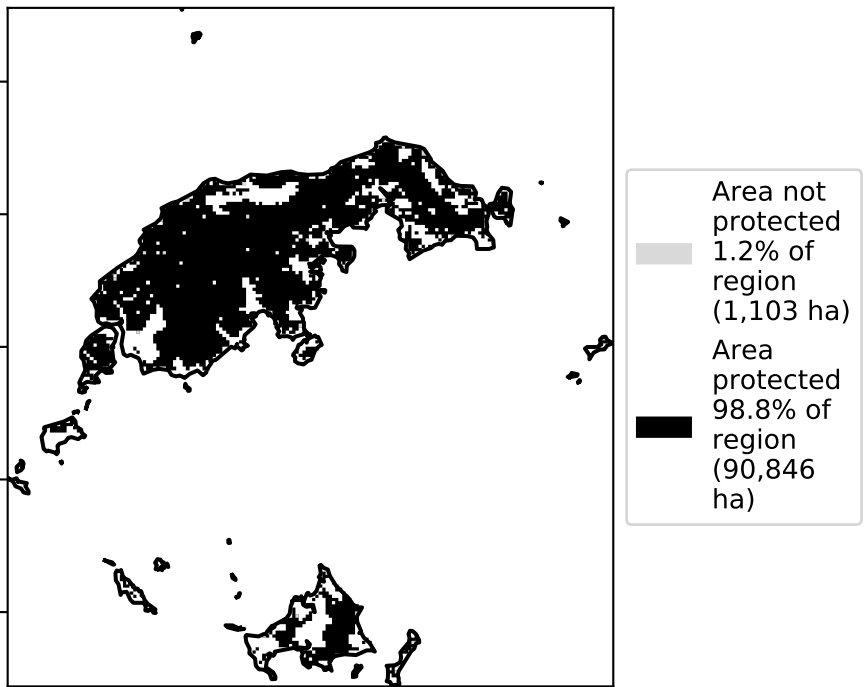 Area not
protected
1.2% of
region
(1,103 ha)
Area
protected
98.8% of
region
(90,846
ha)